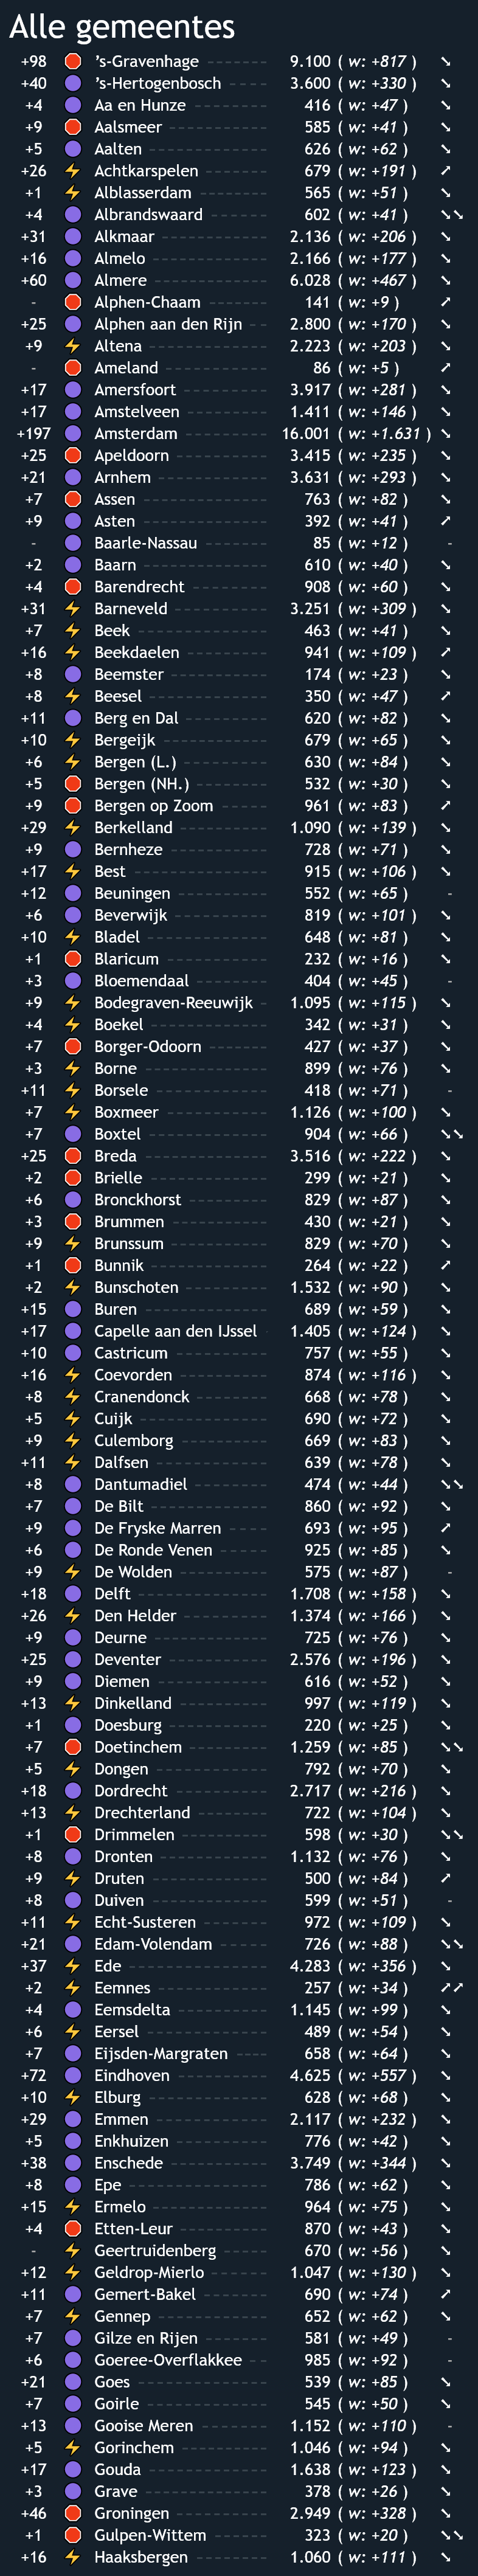 Alle gemeentes
+98 's-Gravenhage 9.100 ( w: +817 )
+40 's-Hertogenbosch 3.600 ( w: +330 )
+4 Aa en Hunze 416 ( w: +47 )
+9 Aalsmeer 585 ( w: +41 )
+5 Aalten 626 ( w: +62 )
+26 Achtkarspelen 679 ( w: +191 )
+1 Alblasserdam 565 ( w: +51 )
+4 Albrandswaard 602 ( w: +41 )
+31 Alkmaar 2.136 ( w: +206 )
+16 Almelo 2.166 ( w: +177 )
+60 Almere 6.028 ( w: +467 )
- Alphen-Chaam 141 ( w: +9 )
+25 Alphen aan den Rijn 2.800 ( w: +170 )
+9 Altena 2.223 ( w: +203 )
- Ameland 86 ( w: +5 )
+17 Amersfoort 3.917 ( w: +281 )
+17 Amstelveen 1.411 ( w: +146 )
+197 Amsterdam 16.001 ( w: +1.631 )
+25 Apeldoorn 3.415 ( w: +235 )
+21 Arnhem 3.631 ( w: +293 )
+7 Assen 763 ( w: +82 )
+9 Asten 392 ( w: +41 )
- Baarle-Nassau 85 ( w: +12 ) -
+2 Baarn 610 ( w: +40 )
+4 Barendrecht 908 ( w: +60 )
+31 Barneveld 3.251 ( w: +309 )
+7 Beek 463 ( w: +41 )
+16 Beekdaelen 941 ( w: +109 )
+8 Beemster 174 ( w: +23 )
+8 Beesel 350 ( w: +47 )
+11 Berg en Dal 620 ( w: +82 )
+10 Bergeijk 679 ( w: +65 )
+6 Bergen (L.) 630 ( w: +84 )
+5 Bergen (NH.) 532 ( w: +30 )
+9 Bergen op Zoom 961 ( w: +83 )
+29 Berkelland 1.090 ( w: +139 )
+9 Bernheze 728 ( w: +71 )
+17 Best 915 ( w: +106 )
+12 Beuningen 552 ( w: +65 ) -
+6 Beverwijk 819 ( w: +101 )
+10 Bladel 648 ( w: +81 )
+1 Blaricum 232 ( w: +16 )
+3 Bloemendaal 404 ( w: +45 ) -
+9 Bodegraven-Reeuwijk 1.095 ( w: +115 )
+4 Boekel 342 ( w: +31 )
+7 Borger-Odoorn 427 ( w: +37 )
+3 Borne 899 ( w: +76 )
+11 Borsele 418 ( w: +71 ) -
+7 Boxmeer 1.126 ( w: +100 )
+7 Boxtel 904 ( w: +66 )
+25 Breda 3.516 ( w: +222 )
+2 Brielle 299 ( w: +21 )
+6 Bronckhorst 829 ( w: +87 )
+3 Brummen 430 ( w: +21 )
+9 Brunssum 829 ( w: +70 )
+1 Bunnik 264 ( w: +22 )
+2 Bunschoten 1.532 ( w: +90 )
+15 Buren 689 ( w: +59 )
+17 Capelle aan den IJssel 1.405 ( w: +124 )
+10 Castricum 757 ( w: +55 )
+16 Coevorden 874 ( w: +116 )
+8 Cranendonck 668 ( w: +78 )
+5 Cuijk 690 ( w: +72 )
+9 Culemborg 669 ( w: +83 )
+11 Dalfsen 639 ( w: +78 )
+8 Dantumadiel 474 ( w: +44 )
+7 De Bilt 860 ( w: +92 )
+9 De Fryske Marren 693 ( w: +95 )
+6 De Ronde Venen 925 ( w: +85 )
+9 De Wolden 575 ( w: +87 ) -
+18 Delft 1.708 ( w: +158 )
+26 Den Helder 1.374 ( w: +166 )
+9 Deurne 725 ( w: +76 )
+25 Deventer 2.576 ( w: +196 )
+9 Diemen 616 ( w: +52 )
+13 Dinkelland 997 ( w: +119 )
+1 Doesburg 220 ( w: +25 )
+7 Doetinchem 1.259 ( w: +85 )
+5 Dongen 792 ( w: +70 )
+18 Dordrecht 2.717 ( w: +216 )
+13 Drechterland 722 ( w: +104 )
+1 Drimmelen 598 ( w: +30 )
+8 Dronten 1.132 ( w: +76 )
+9 Druten 500 ( w: +84 )
+8 Duiven 599 ( w: +51 ) -
+11 Echt-Susteren 972 ( w: +109 )
+21 Edam-Volendam 726 ( w: +88 )
+37 Ede 4.283 ( w: +356 )
+2 Eemnes 257 ( w: +34 )
+4 Eemsdelta 1.145 ( w: +99 )
+6 Eersel 489 ( w: +54 )
+7 Eijsden-Margraten 658 ( w: +64 )
+72 Eindhoven 4.625 ( w: +557 )
+10 Elburg 628 ( w: +68 )
+29 Emmen 2.117 ( w: +232 )
+5 Enkhuizen 776 ( w: +42 )
+38 Enschede 3.749 ( w: +344 )
+8 Epe 786 ( w: +62 )
+15 Ermelo 964 ( w: +75 )
+4 Etten-Leur 870 ( w: +43 )
- Geertruidenberg 670 ( w: +56 )
+12 Geldrop-Mierlo 1.047 ( w: +130 )
+11 Gemert-Bakel 690 ( w: +74 )
+7 Gennep 652 ( w: +62 )
+7 Gilze en Rijen 581 ( w: +49 ) -
+6 Goeree-Overflakkee 985 ( w: +92 ) -
+21 Goes 539 ( w: +85 )
+7 Goirle 545 ( w: +50 )
+13 Gooise Meren 1.152 ( w: +110 ) -
+5 Gorinchem 1.046 ( w: +94 )
+17 Gouda 1.638 ( w: +123 )
+3 Grave 378 ( w: +26 )
+46 Groningen 2.949 ( w: +328 )
+1 Gulpen-Wittem 323 ( w: +20 )
+16 Haaksbergen 1.060 ( w: +111 )